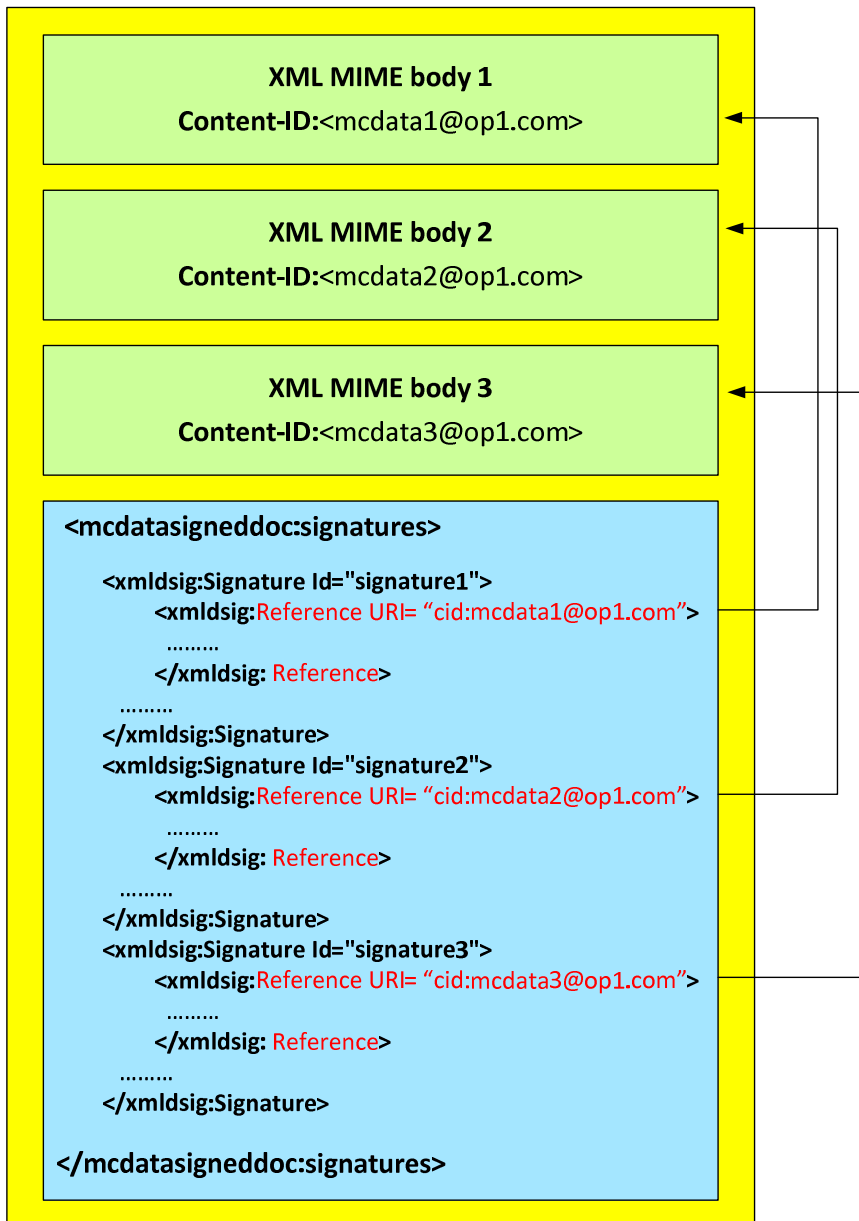 XML MIME body 1
Content-ID:<mcdata1@op1.com>
XML MIME body 2
Content-ID:<mcdata2@op1.com>
XML MIME body 3
Content-ID:<mcdata3@op1.com>
<mcdatasigneddoc:signatures>
<xmldsig:Signature Id="signature1">
<xmldsig:Reference URI= “cid:mcdata1@op1.com”>
.........
</xmldsig: Reference>
.........
</xmldsig:Signature>
<xmldsig:Signature Id="signature2">
<xmldsig:Reference URI= “cid:mcdata2@op1.com”>
.........
</xmldsig: Reference>
.........
</xmldsig:Signature>
<xmldsig:Signature Id="signature3">
<xmldsig:Reference URI= “cid:mcdata3@op1.com”>
.........
</xmldsig: Reference>
.........
</xmldsig:Signature>
</mcdatasigneddoc:signatures>